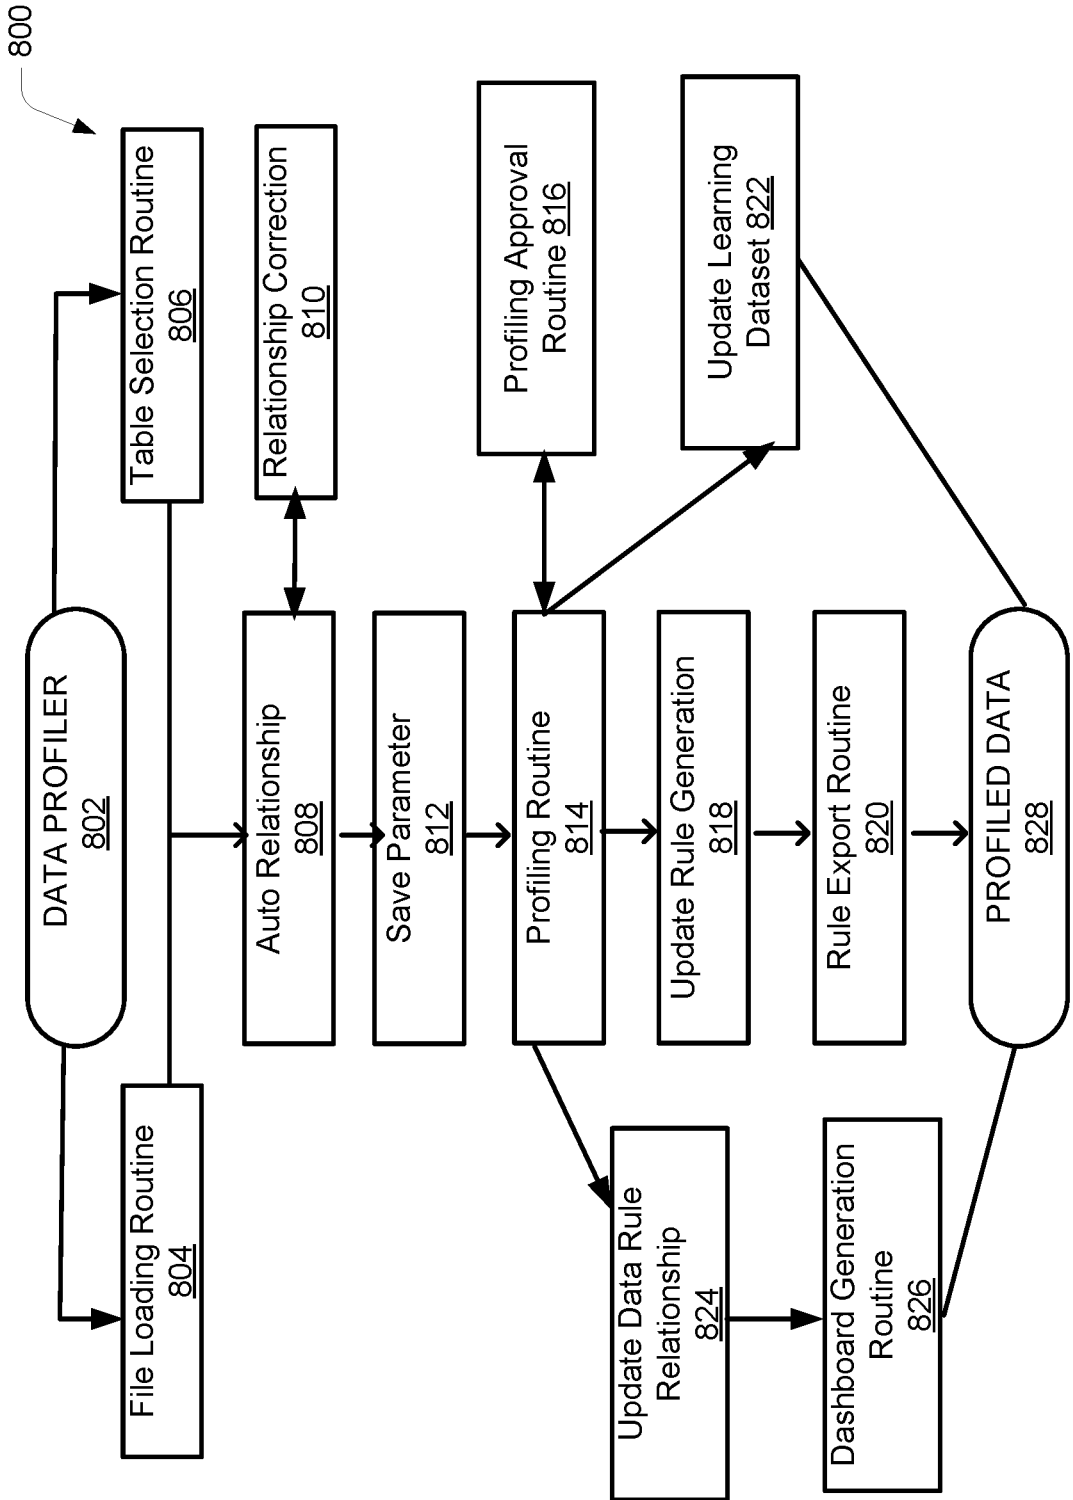 800
DATA PROFILER
802
File Loading Routine
804
Table Selection Routine
806
Auto Relationship
808
Relationship Correction
810
Save Parameter
812
Profiling Routine
814
Profiling Approval
Routine 816
Update Rule Generation
818
Update Learning
Dataset 822
Update Data Rule
Relationship
824
Rule Export Routine
820
Dashboard Generation
Routine
826
PROFILED DATA
828